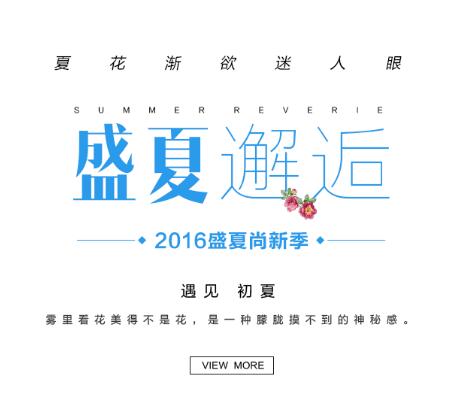 夏花渐欲迷人眼
SUMMER REVERIE
盛夏邂逅
2016盛夏尚新季
遇见 初夏
雾里看花美得不是花，是一种朦胧摸不到的神秘感。
VIEW MORE